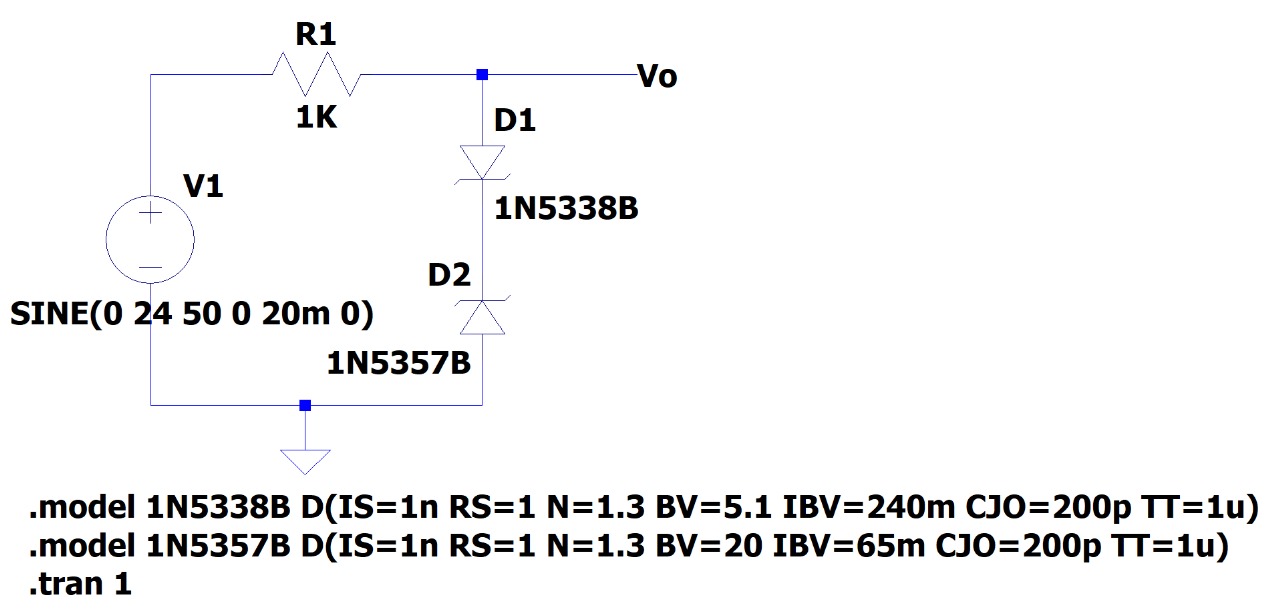 R1
1K
Vo
D1
1N5338B
V1
+
−
SINE(0 24 50 0 20m 0)
D2
1N5357B
.model 1N5338B D(IS=1n RS=1 N=1.3 BV=5.1 IBV=240m CJO=200p TT=1u)
.model 1N5357B D(IS=1n RS=1 N=1.3 BV=20 IBV=65m CJO=200p TT=1u)
.tran 1